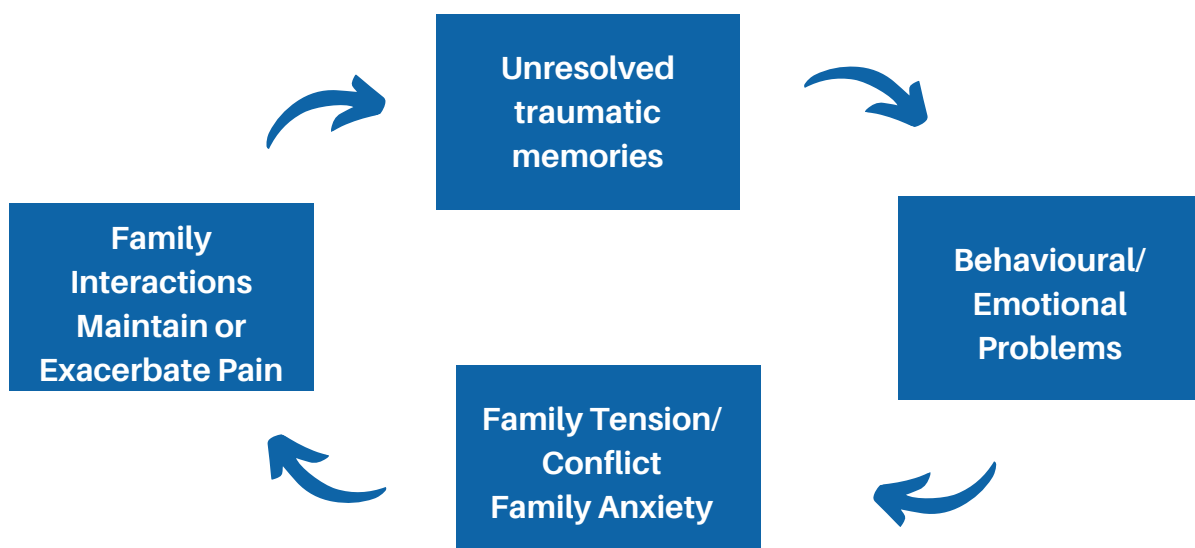 Unresolved
traumatic
memories
Behavioural/
Emotional
Problems
Family Tension/
Conflict
Family Anxiety
Family
Interactions
Maintain or
Exacerbate Pain